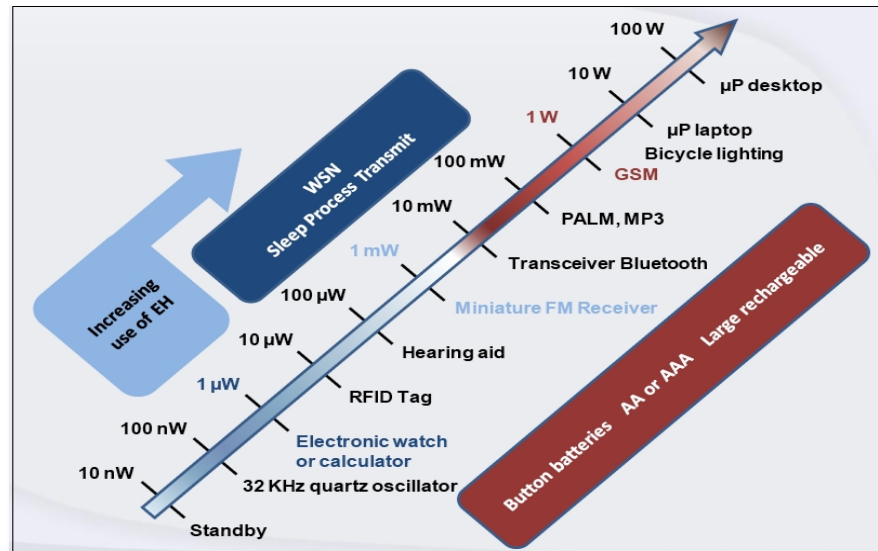 100 W
10 W
1 W
100 mW
10 mW
1 mW
100 µW
10 µW
1 µW
100 nW
10 nW
µP desktop
µP laptop
Bicycle lighting
GSM
PALM, MP3
Transceiver Bluetooth
Miniature FM Receiver
Hearing aid
RFID Tag
Electronic watch
or calculator
32 KHz quartz oscillator
Standby
WSN
Sleep Process Transmit
Increasing
use of EH
Button batteries AA or AAA Large rechargeable